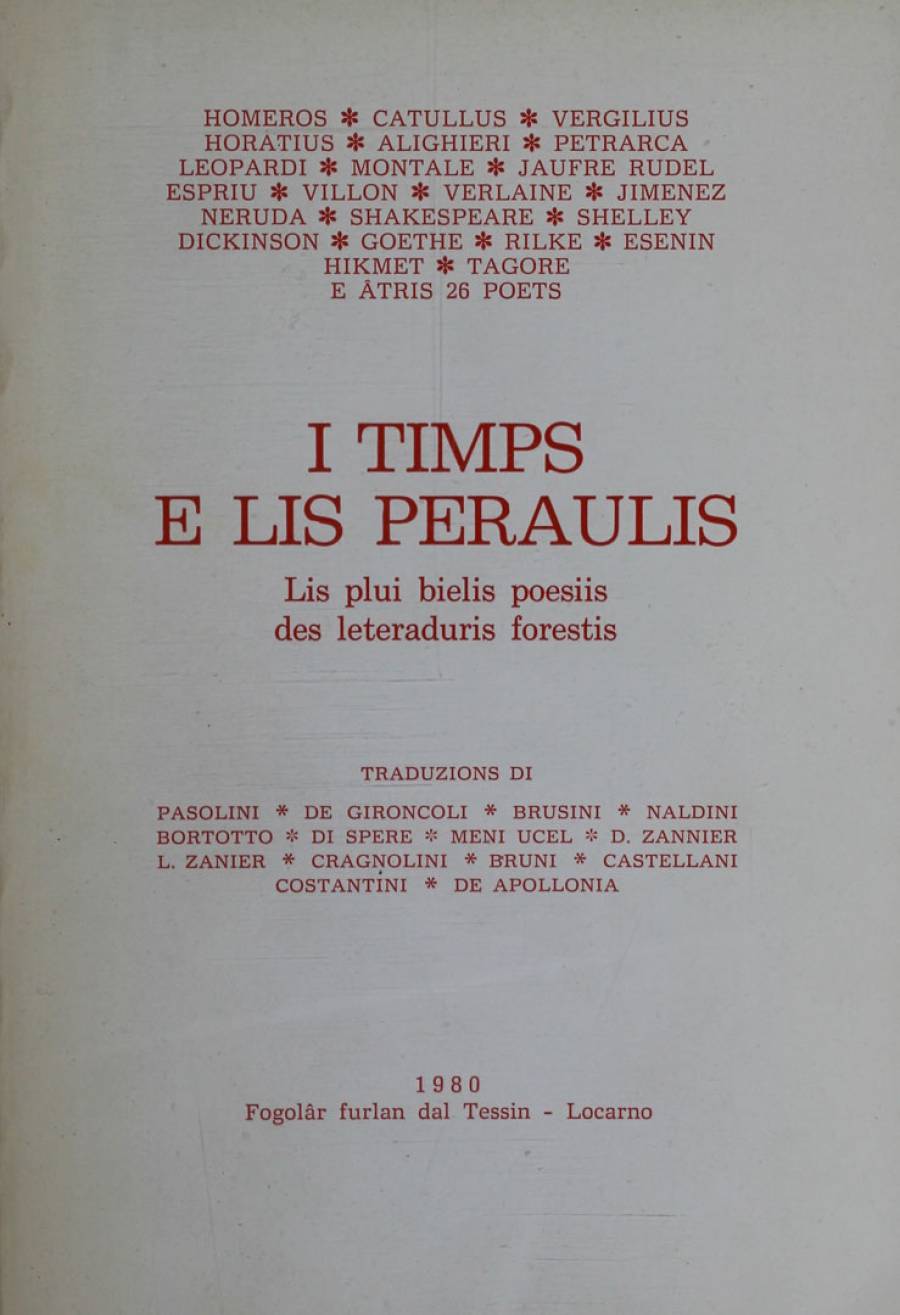 HOMEROS * CATULLUS * VERGILIUS
HORATIUS * ALIGHIERI * PETRARCA
LEOPARDI * MONTALE * JAUFRE RUDEL
ESPRIU * VILLON * VERLAINE * JIMENEZ
NERUDA * SHAKESPEARE * SHELLEY
DICKINSON * GOETHE * RILKE * ESENIN
HIKMET * TAGORE
E ÂTRIS 26 POETS
I TIMPS
E LIS PERAULIS
Lis plui bielis poesiis
des leteraduris forestis
TRADUZIONS DI
PASOLINI * DE GIRONCOLI * BRUSINI * NALDINI
BORTOTTO * DI SPERE * MENI UCEL * D. ZANNIER
L. ZANIER * CRAGNOLINI * BRUNI * CASTELLANI
COSTANTINI * DE APOLLONIA
1980
Fogolâr furlan dal Tessin - Locarno